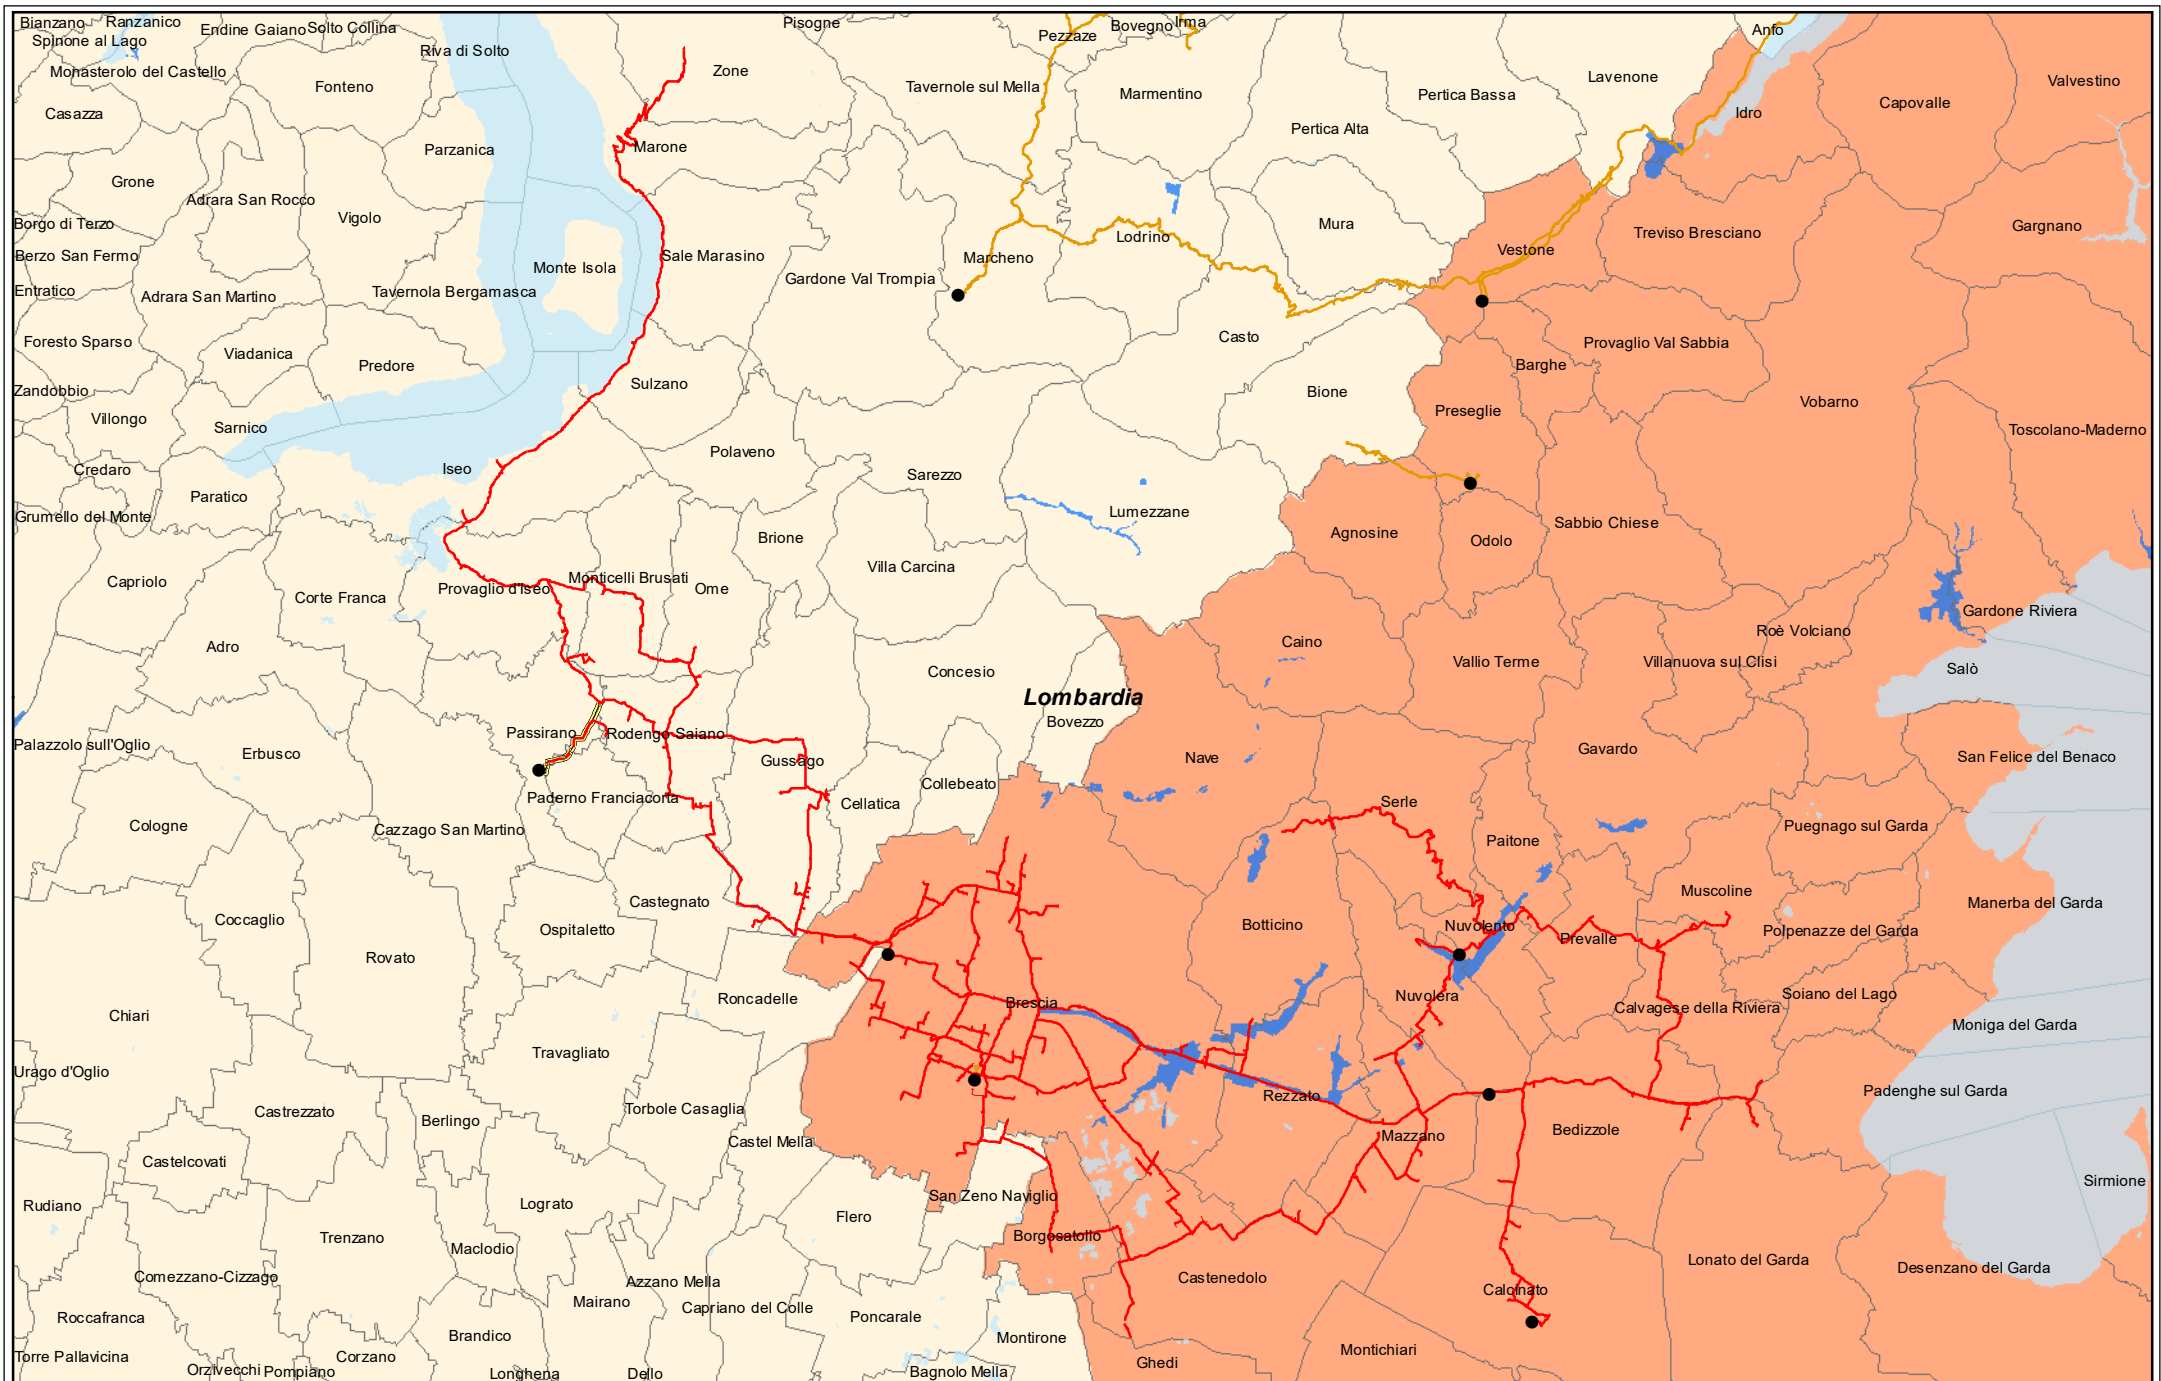 Bianzano
Ranzanico
Endine Gaiano
Solto Collina
Pisogne
Bovegno
Irma
Anfo
Spinone al Lago
Riva di Solto
Pezzaze
Monasterolo del Castello
Zone
Lavenone
Valvestino
Fonteno
Tavernole sul Mella
Marmentino
Pertica Bassa
Capovalle
Casazza
Idro
Pertica Alta
Parzanica
Marone
Grone
Adrara San Rocco
Vigolo
Borgo di Terzo
Mura
Gargnano
Treviso Bresciano
Lodrino
Vestone
Berzo San Fermo
Sale Marasino
Marcheno
Monte Isola
Gardone Val Trompia
Entratico
Adrara San Martino
Tavernola Bergamasca
Foresto Sparso
Casto
Provaglio Val Sabbia
Viadanica
Predore
Barghe
Sulzano
Zandobbio
Bione
Vobarno
Preseglie
Villongo
Sarnico
Toscolano-Maderno
Polaveno
Credaro
Iseo
Sarezzo
Paratico
Grumello del Monte
Lumezzane
Sabbio Chiese
Agnosine
Odolo
Brione
Villa Carcina
Capriolo
Monticelli Brusati
Provaglio d'Iseo
Ome
Corte Franca
Gardone Riviera
Roè Volciano
Adro
Caino
Vallio Terme
Villanuova sul Clisi
Concesio
Salò
Lombardia
Bovezzo
Passirano
Rodengo Saiano
Palazzolo sull'Oglio
Erbusco
Gavardo
Nave
Gussago
San Felice del Benaco
Collebeato
Paderno Franciacorta
Cellatica
Serle
Cologne
Cazzago San Martino
Puegnago sul Garda
Paitone
Muscoline
Castegnato
Manerba del Garda
Coccaglio
Ospitaletto
Botticino
Nuvolento
Prevalle
Polpenazze del Garda
Rovato
Roncadelle
Brescia
Nuvolera
Soiano del Lago
Calvagese della Riviera
Chiari
Moniga del Garda
Travagliato
Urago d'Oglio
Padenghe sul Garda
Rezzato
Castrezzato
Torbole Casaglia
Berlingo
Bedizzole
Mazzano
Castel Mella
Castelcovati
Sirmione
San Zeno Naviglio
Rudiano
Lograto
Flero
Borgosatollo
Trenzano
Maclodio
Lonato del Garda
Desenzano del Garda
Comezzano-Cizzago
Castenedolo
Azzano Mella
Calcinato
Mairano
Capriano del Colle
Roccafranca
Poncarale
Brandico
Montirone
Montichiari
Torre Pallavicina
Corzano
Ghedi
Orzivecchi
Pompiano
Longhena
Dello
Bagnolo Mella